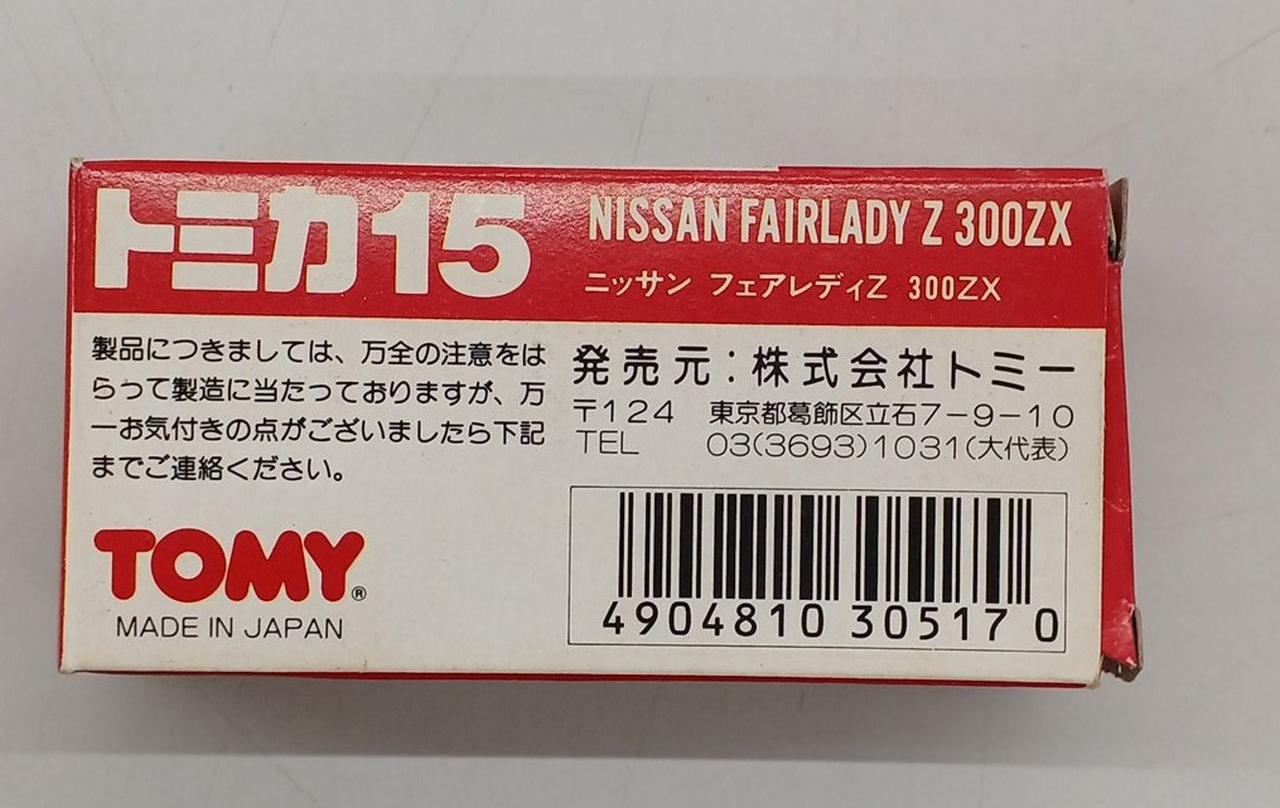 トミカ15
NISSAN FAIRLADY Z 300ZX
ニッサン フェアレディZ 300ZX
製品につきましては、万全の注意をは
らって製造に当たっておりますが、万
一お気付きの点がございましたら下記
までご連絡ください。
TOMY®
MADE IN JAPAN
発売元:株式会社トミー
〒124 東京都葛飾区立石7-9-10
TEL 03(3693)1031(大代表)
4904810 305170